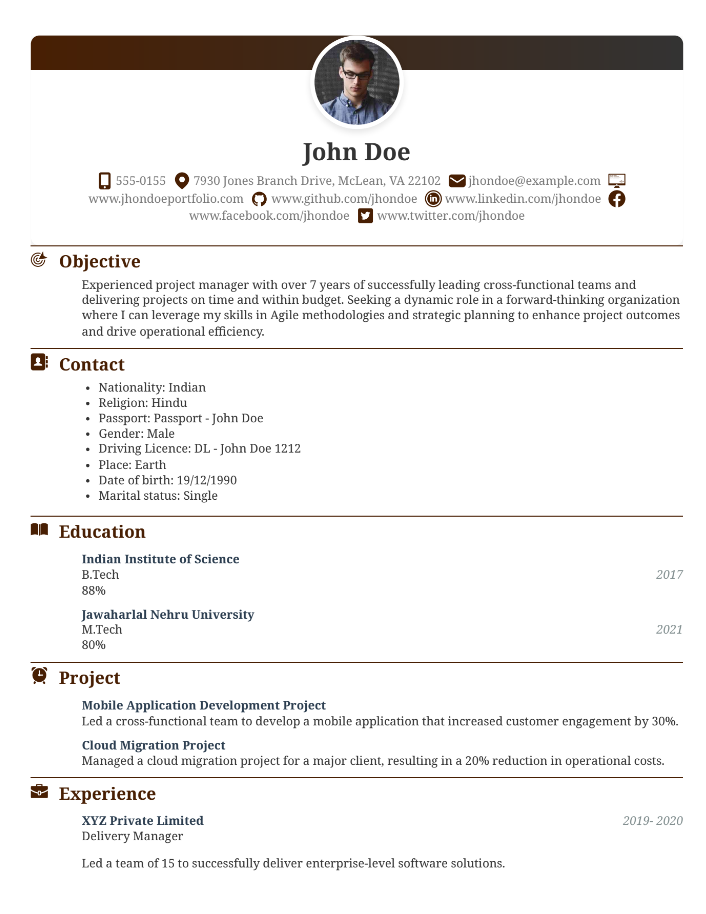 John Doe
555-0155 7930 Jones Branch Drive, McLean, VA 22102 jhondoe@example.com
www.jhondoeportfolio.com www.github.com/jhondoe www.linkedin.com/jhondoe
www.facebook.com/jhondoe www.twitter.com/jhondoe
Objective
Experienced project manager with over 7 years of successfully leading cross-functional teams and
delivering projects on time and within budget. Seeking a dynamic role in a forward-thinking organization
where I can leverage my skills in Agile methodologies and strategic planning to enhance project outcomes
and drive operational efficiency.
Contact
• Nationality: Indian
• Religion: Hindu
• Passport: Passport - John Doe
• Gender: Male
• Driving Licence: DL - John Doe 1212
• Place: Earth
• Date of birth: 19/12/1990
• Marital status: Single
Education
Indian Institute of Science
B.Tech 2017
88%
Jawaharlal Nehru University
M.Tech 2021
80%
Project
Mobile Application Development Project
Led a cross-functional team to develop a mobile application that increased customer engagement by 30%.
Cloud Migration Project
Managed a cloud migration project for a major client, resulting in a 20% reduction in operational costs.
Experience
XYZ Private Limited 2019- 2020
Delivery Manager
Led a team of 15 to successfully deliver enterprise-level software solutions.